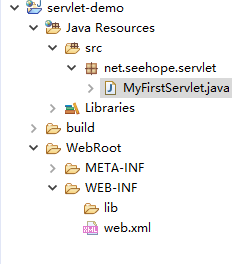 servlet-demo
Java Resources
src
net.seehope.servlet
MyFirstServlet.java
Libraries
build
WebRoot
META-INF
WEB-INF
lib
web.xml